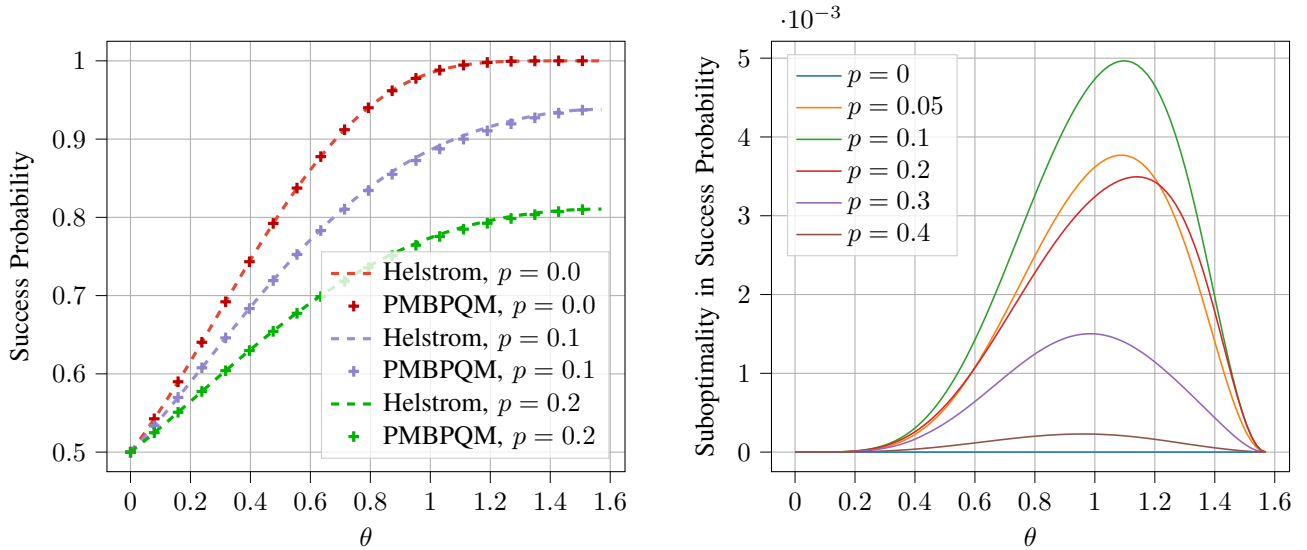 Success Probability
1
0.9
0.8
0.7
0.6
0.5
Helstrom, p = 0.0
PMBPQM, p = 0.0
Helstrom, p = 0.1
PMBPQM, p = 0.1
Helstrom, p = 0.2
PMBPQM, p = 0.2
0 0.2 0.4 0.6 0.8 1 1.2 1.4 1.6
θ
·10⁻³
Suboptimality in Success Probability
5
4
3
2
1
0
p = 0
p = 0.05
p = 0.1
p = 0.2
p = 0.3
p = 0.4
0 0.2 0.4 0.6 0.8 1 1.2 1.4 1.6
θ